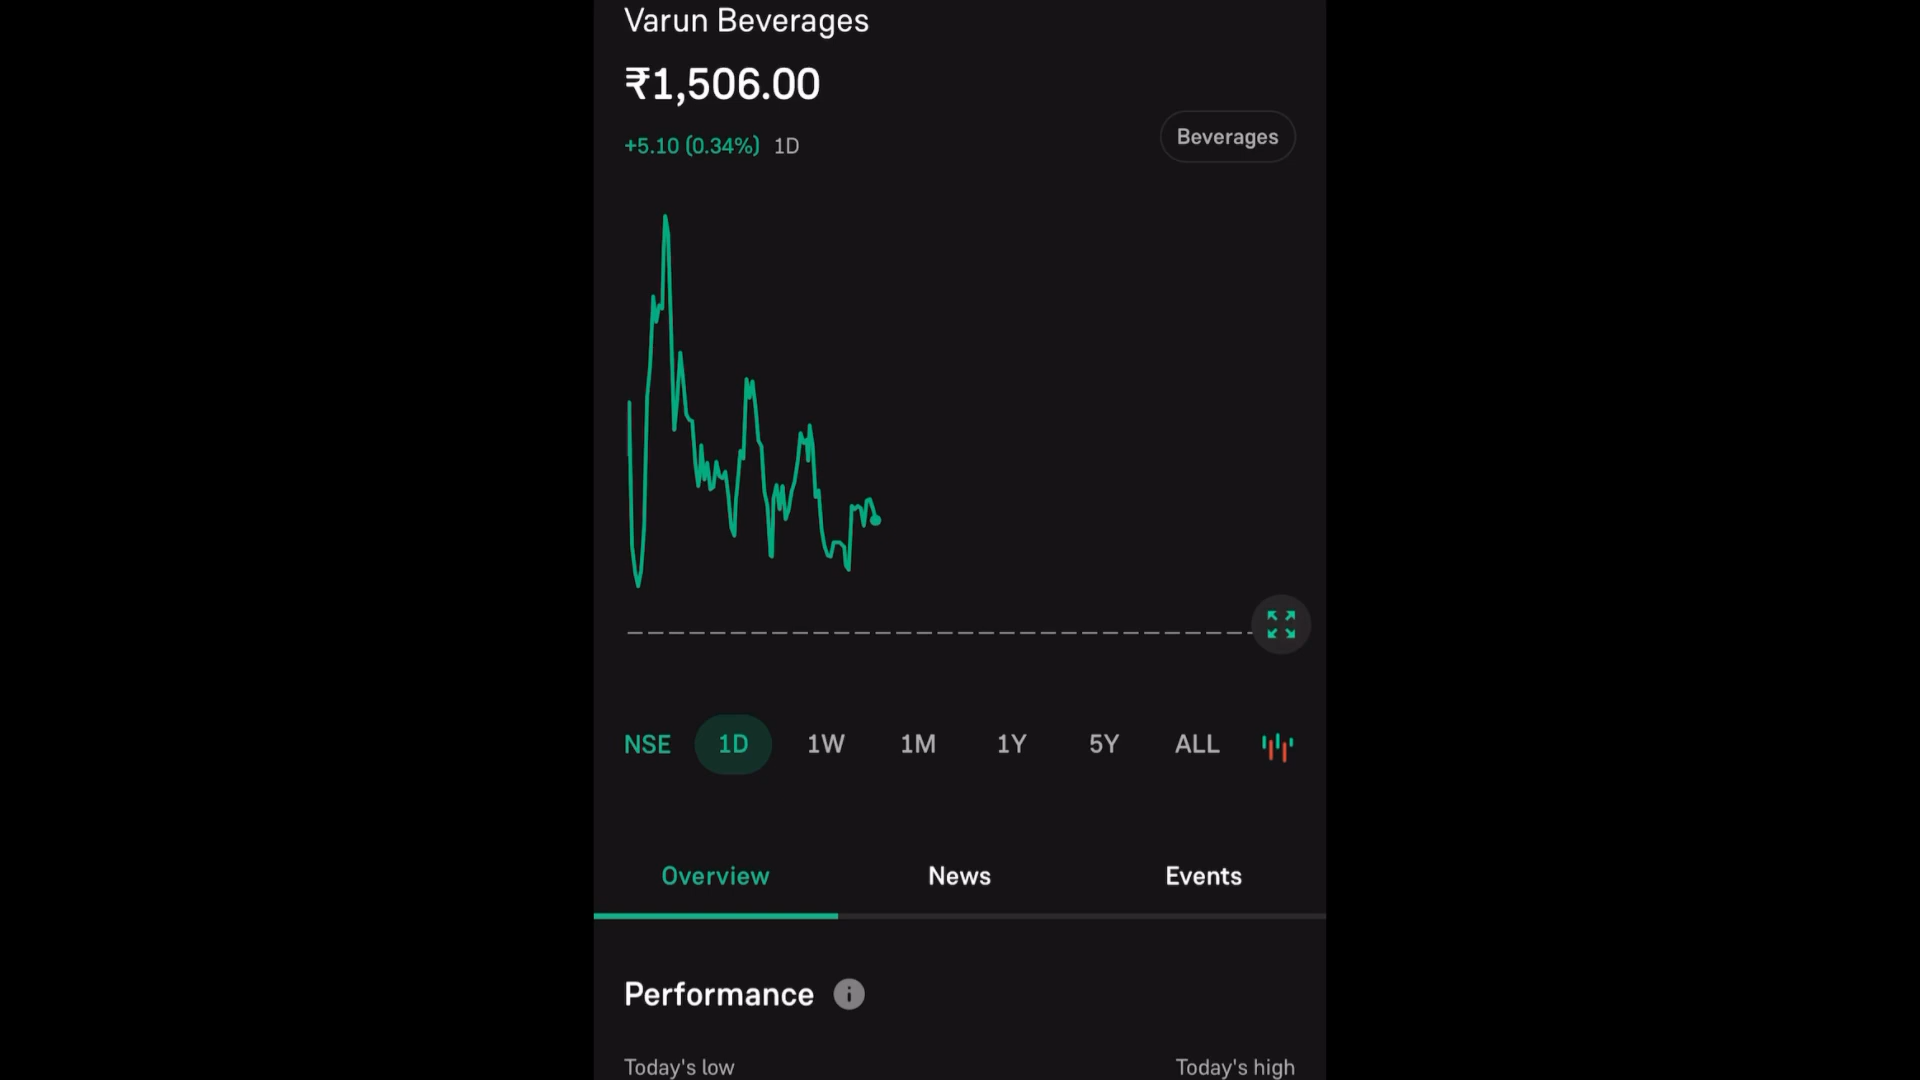 Varun Beverages
₹1,506.00
+5.10 (0.34%) 1D
Beverages
NSE 1D 1W 1M 1Y 5Y ALL
Overview News Events
Performance
Today's low Today's high